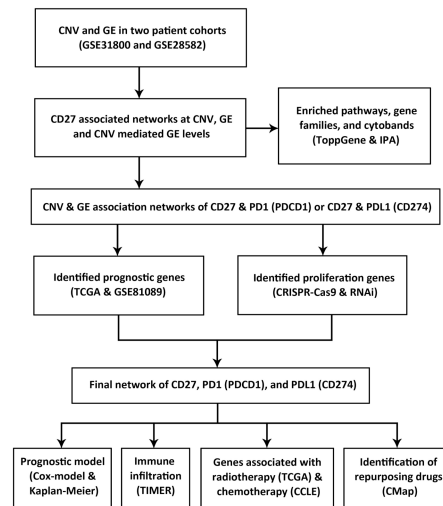 CNV and GE in two patient cohorts
(GSE31800 and GSE28582)
CD27 associated networks at CNV, GE
and CNV mediated GE levels
Enriched pathways, gene
families, and cytobands
(ToppGene & IPA)
CNV & GE association networks of CD27 & PD1 (PDCD1) or CD27 & PDL1 (CD274)
Identified prognostic genes
(TCGA & GSE81089)
Identified proliferation genes
(CRISPR-Cas9 & RNAi)
Final network of CD27, PD1 (PDCD1), and PDL1 (CD274)
Prognostic model
(Cox-model &
Kaplan-Meier)
Immune
infiltration
(TIMER)
Genes associated with
radiotherapy (TCGA) &
chemotherapy (CCLE)
Identification of
repurposing drugs
(CMap)